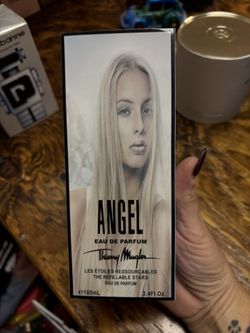 abanne
ANGEL
EAU DE PARFUM
Thierry Mugler
LES ÉTOILES RESSOURÇABLES
THE REFILLABLE STARS
EAU DE PARFUM
℮100mL 3.4Fl.Oz.